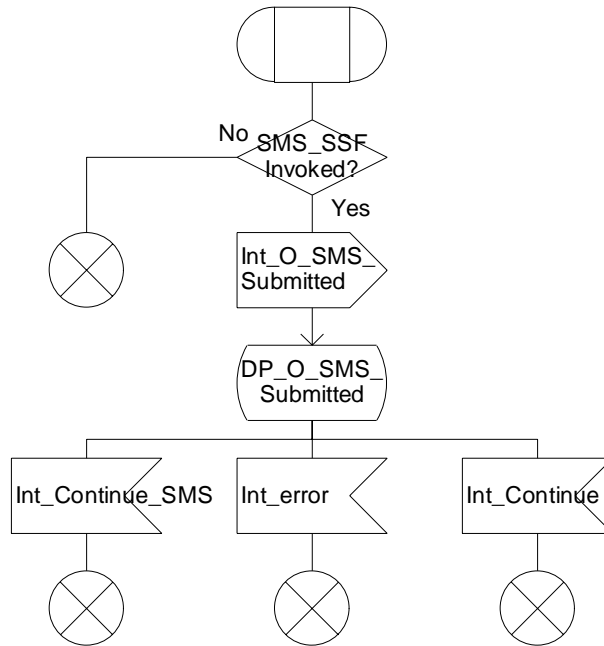 No
SMS_SSF
Invoked?
Yes
Int_O_SMS_
Submitted
DP_O_SMS_
Submitted
Int_Continue_SMS
Int_error
Int_Continue